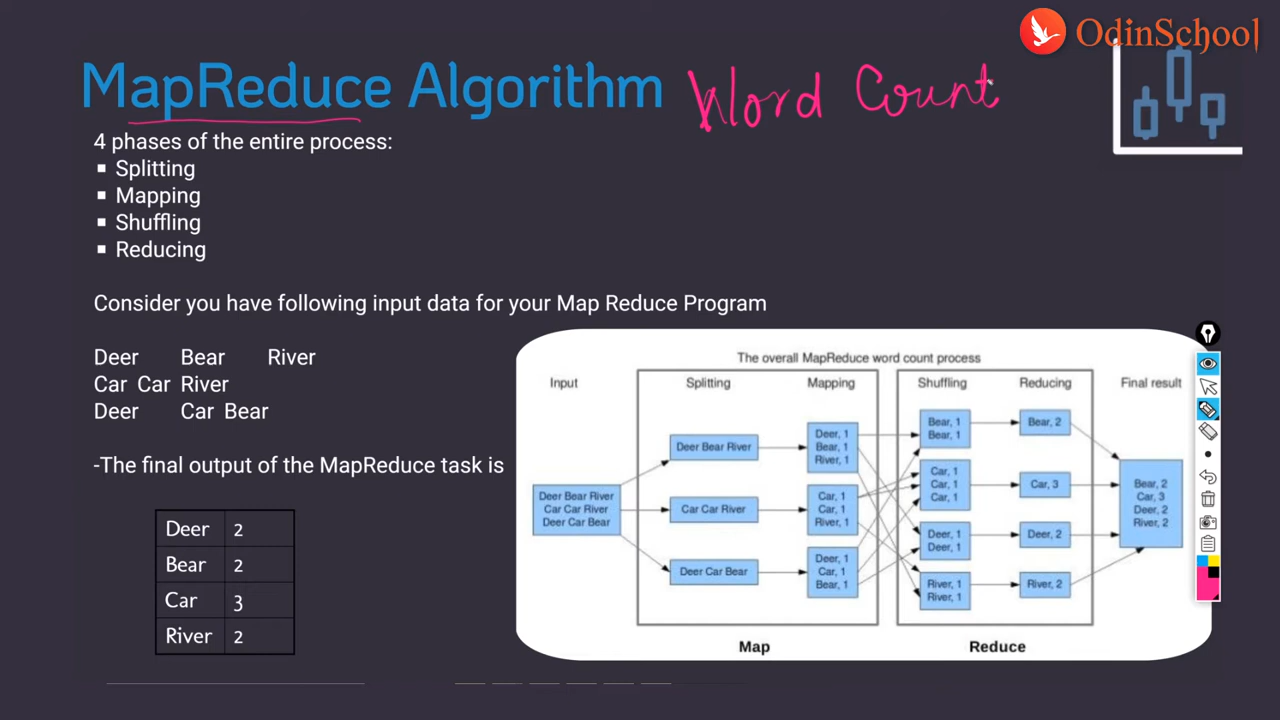 OdinSchool
MapReduce Algorithm Word Count
4 phases of the entire process:
▪ Splitting
▪ Mapping
▪ Shuffling
▪ Reducing
Consider you have following input data for your Map Reduce Program
Deer Bear River
Car Car River
Deer Car Bear
-The final output of the MapReduce task is
Deer 2
Bear 2
Car 3
River 2
The overall MapReduce word count process
Input Splitting Mapping Shuffling Reducing Final result
Deer Bear River
Car Car River
Deer Car Bear
Deer Bear River
Car Car River
Deer Car Bear
Deer, 1
Bear, 1
River, 1
Car, 1
Car, 1
River, 1
Deer, 1
Car, 1
Bear, 1
Bear, 1
Bear, 1
Car, 1
Car, 1
Car, 1
Deer, 1
Deer, 1
River, 1
River, 1
Bear, 2
Car, 3
Deer, 2
River, 2
Bear, 2
Car, 3
Deer, 2
River, 2
Map Reduce